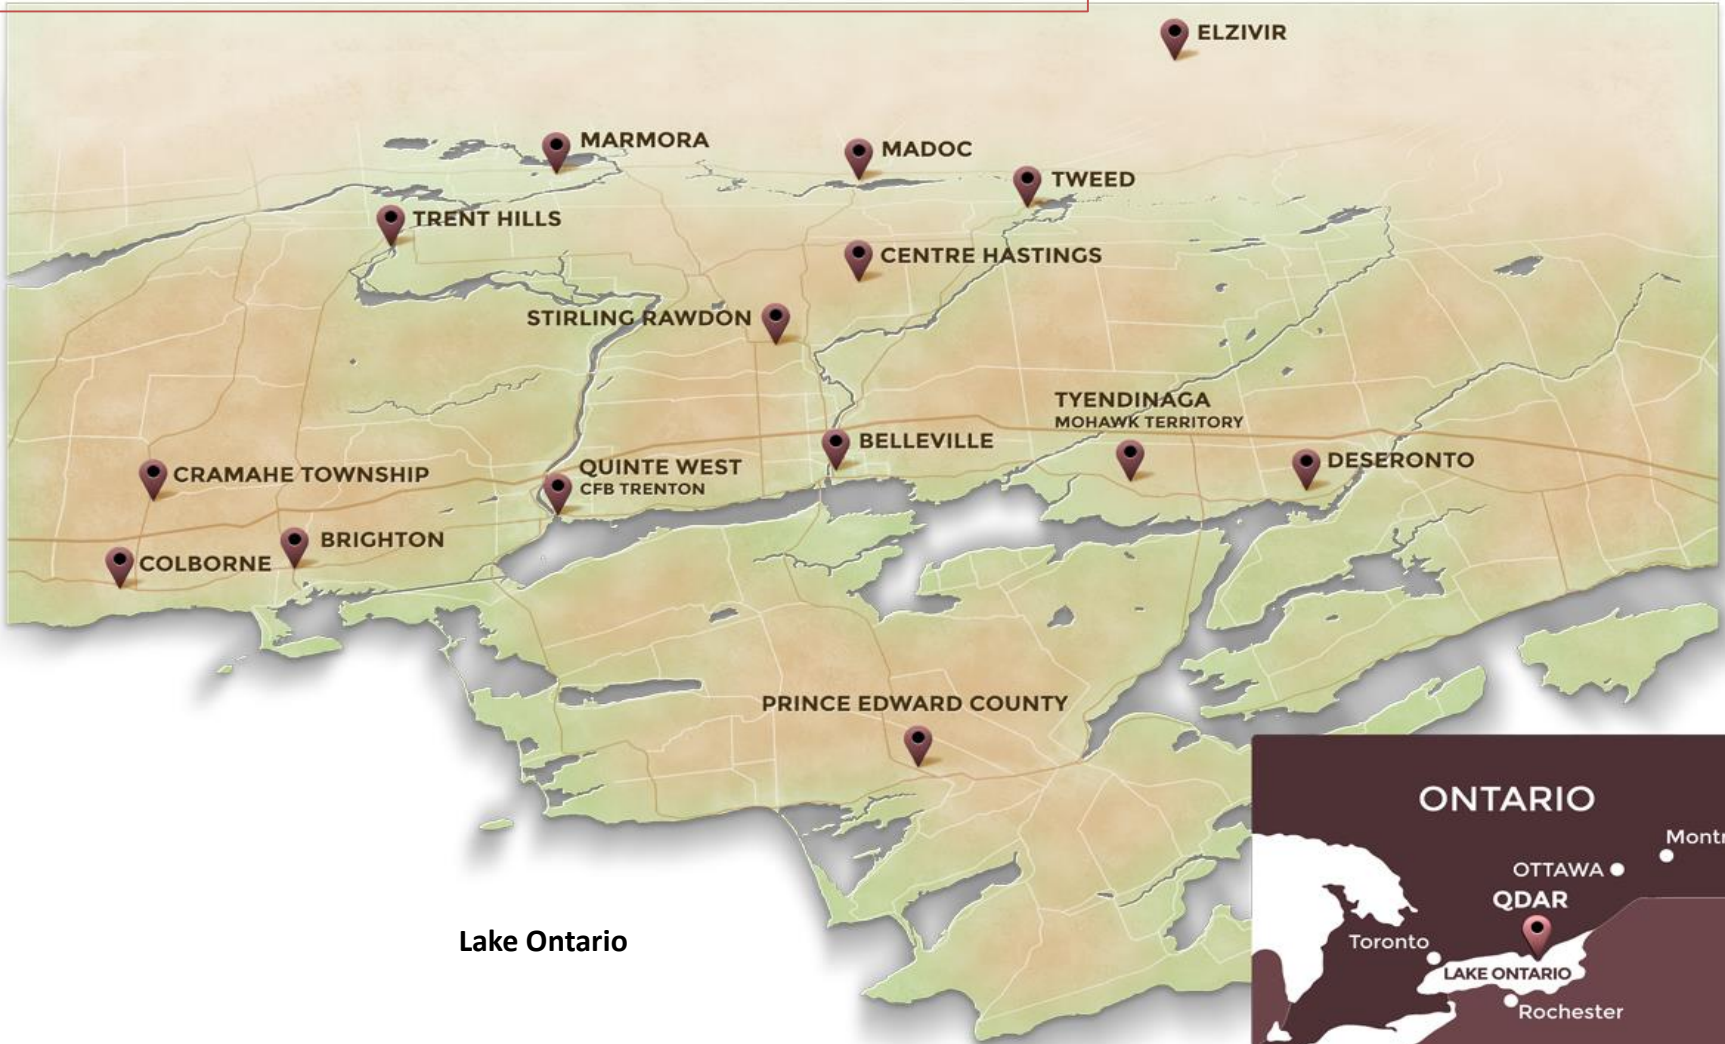 ELZIVIR
MARMORA
MADOC
TWEED
TRENT HILLS
CENTRE HASTINGS
STIRLING RAWDON
TYENDINAGA
MOHAWK TERRITORY
BELLEVILLE
DESERONTO
QUINTE WEST
CFB TRENTON
CRAMAHE TOWNSHIP
BRIGHTON
COLBORNE
PRINCE EDWARD COUNTY
Lake Ontario
ONTARIO
Montr
OTTAWA
QDAR
Toronto
LAKE ONTARIO
Rochester